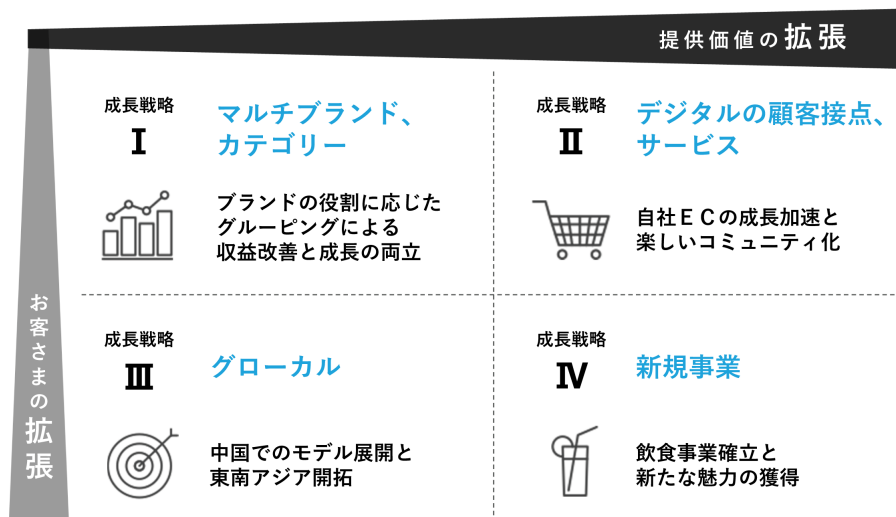 提供価値の拡張
お客さまの拡張
成長戦略
Ⅰ
マルチブランド、
カテゴリー
ブランドの役割に応じた
グルーピングによる
収益改善と成長の両立
成長戦略
Ⅱ
デジタルの顧客接点、
サービス
自社ＥＣの成長加速と
楽しいコミュニティ化
成長戦略
Ⅲ
グローカル
中国でのモデル展開と
東南アジア開拓
成長戦略
Ⅳ
新規事業
飲食事業確立と
新たな魅力の獲得